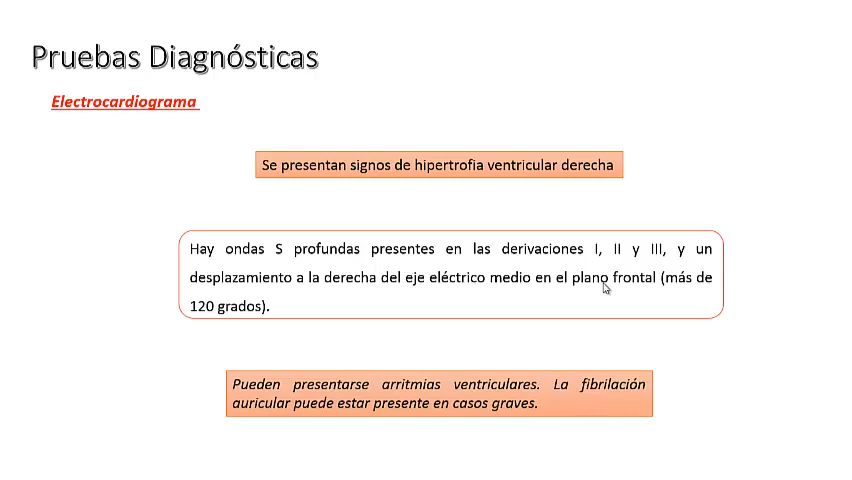 Pruebas Diagnósticas
Electrocardiograma
Se presentan signos de hipertrofia ventricular derecha
Hay ondas S profundas presentes en las derivaciones I, II y III, y un
desplazamiento a la derecha del eje eléctrico medio en el plano frontal (más de
120 grados).
Pueden presentarse arritmias ventriculares. La fibrilación
auricular puede estar presente en casos graves.